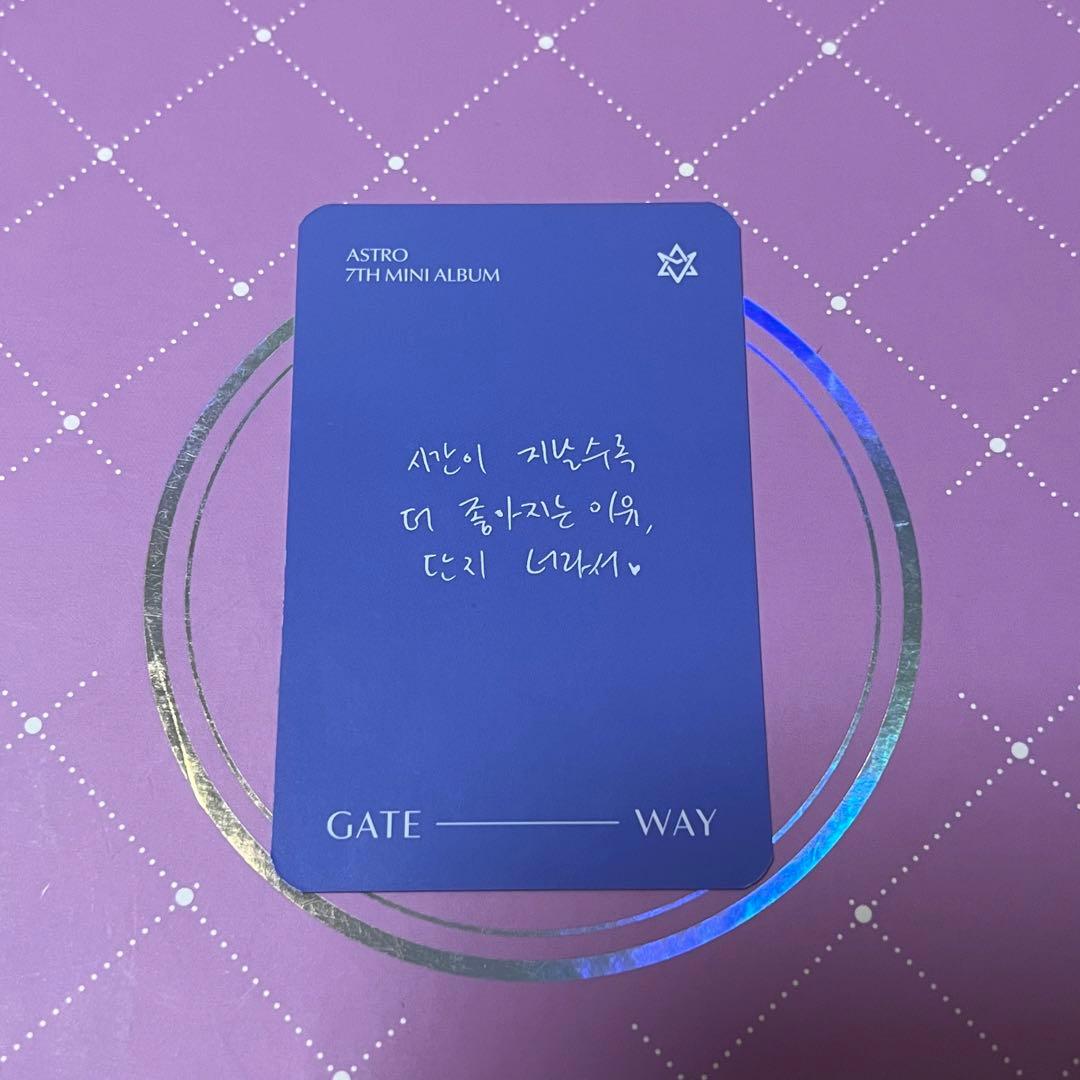 ASTRO
7TH MINI ALBUM
시간이 지날수록
더 좋아지는 이유,
단지 너라서♥
GATE WAY